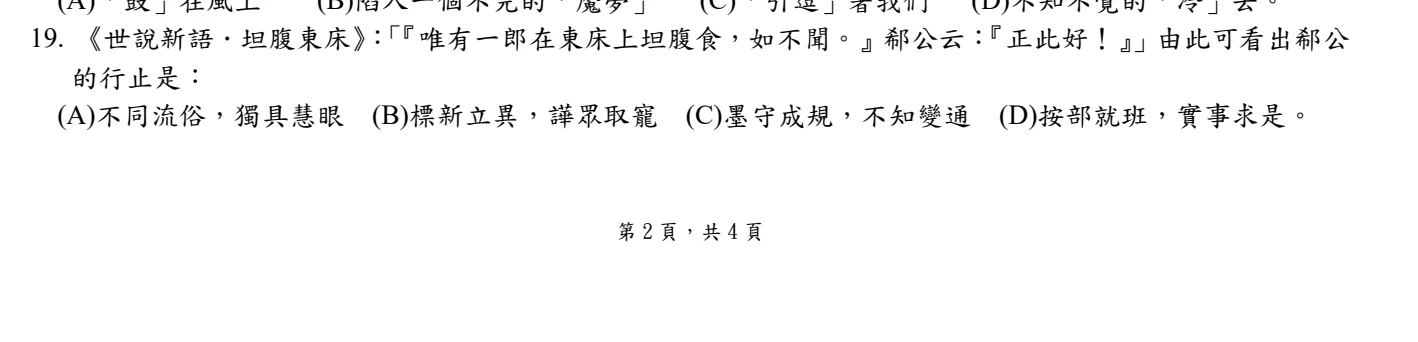 19. 《世說新語．坦腹東床》：「『唯有一郎在東床上坦腹食，如不聞。』郗公云：『正此好！』」由此可看出郗公
的行止是：
(A)不同流俗，獨具慧眼 (B)標新立異，譁眾取寵 (C)墨守成規，不知變通 (D)按部就班，實事求是。
第 2 頁，共 4 頁